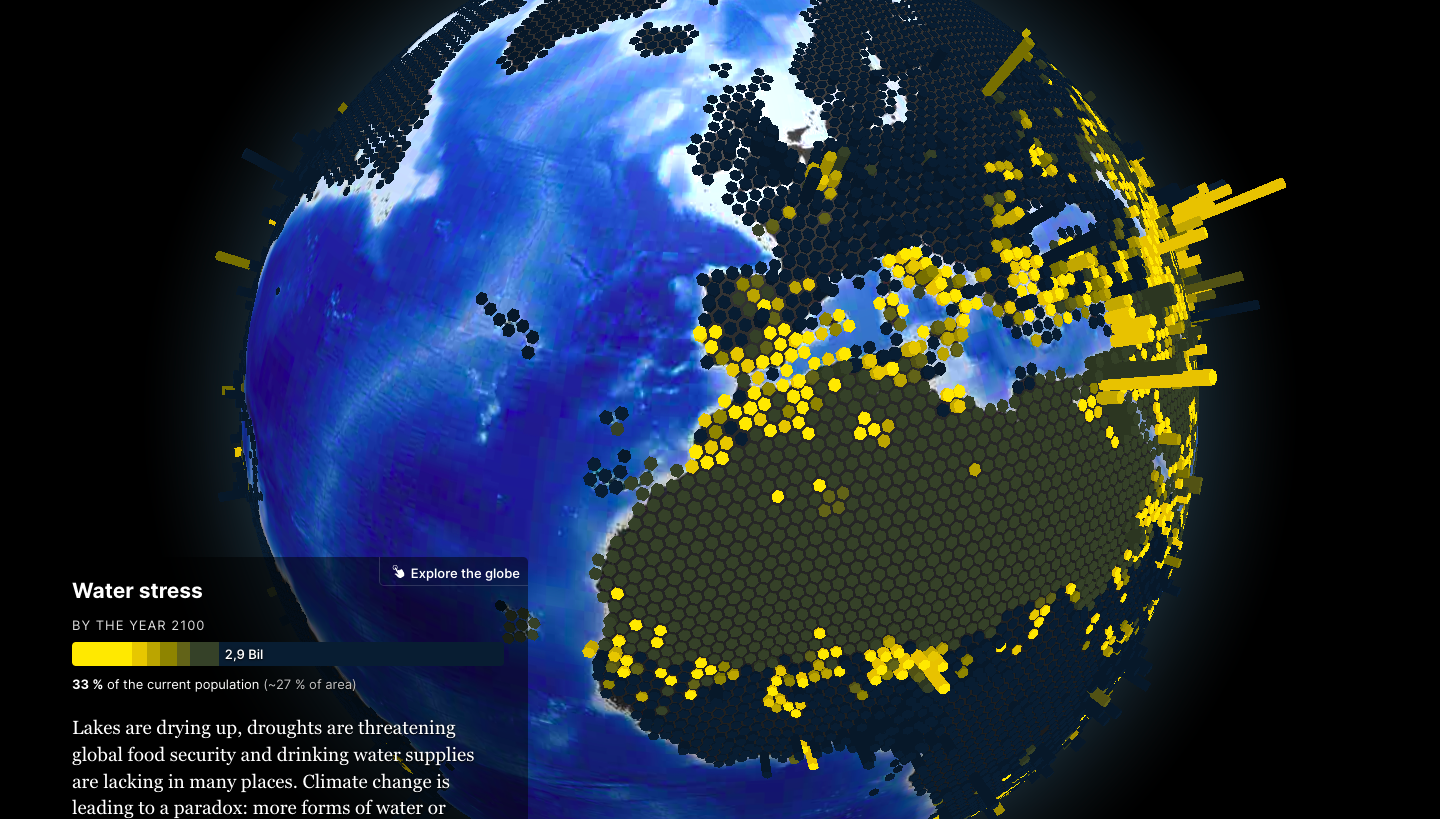 Explore the globe
Water stress
BY THE YEAR 2100
2,9 Bil
33 % of the current population (~27 % of area)
Lakes are drying up, droughts are threatening
global food security and drinking water supplies
are lacking in many places. Climate change is
leading to a paradox: more forms of water or